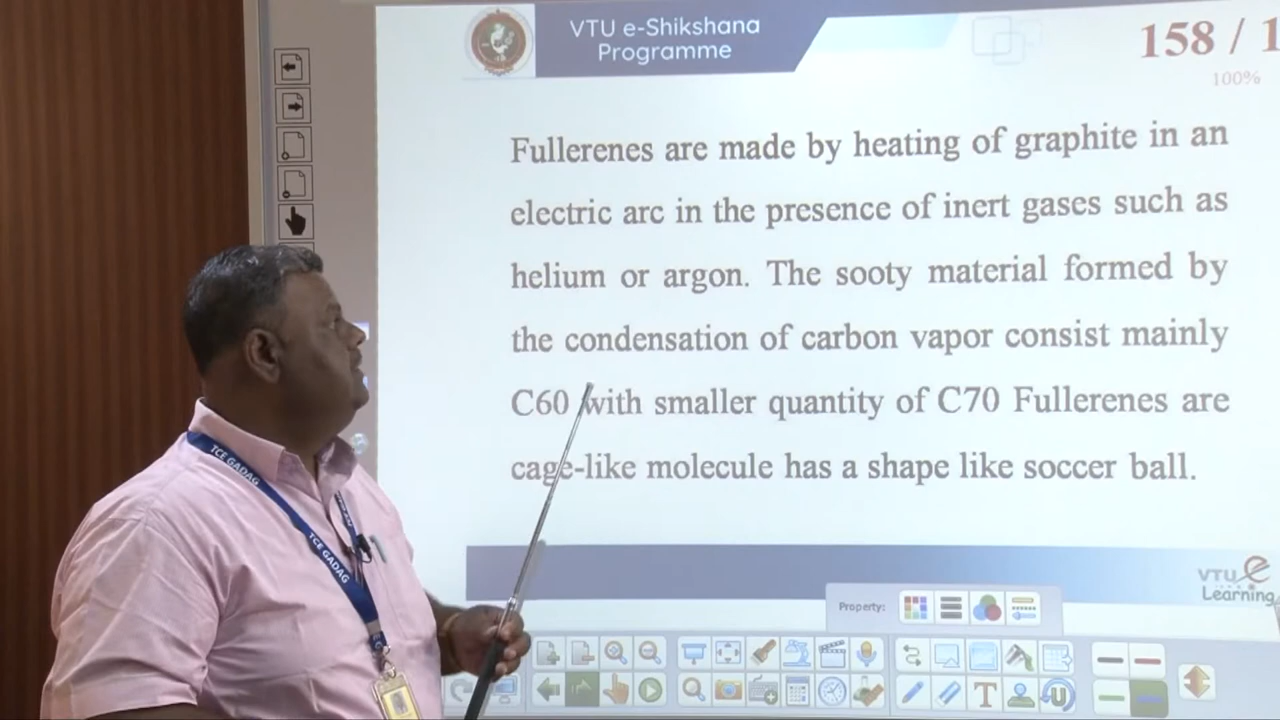 VTU e-Shikshana
Programme
158 / 1
100%
Fullerenes are made by heating of graphite in an
electric arc in the presence of inert gases such as
helium or argon. The sooty material formed by
the condensation of carbon vapor consist mainly
C60 with smaller quantity of C70 Fullerenes are
cage-like molecule has a shape like soccer ball.
TCE GADAG
TCE GADAG
VTU e
Learning
Property:
T
U